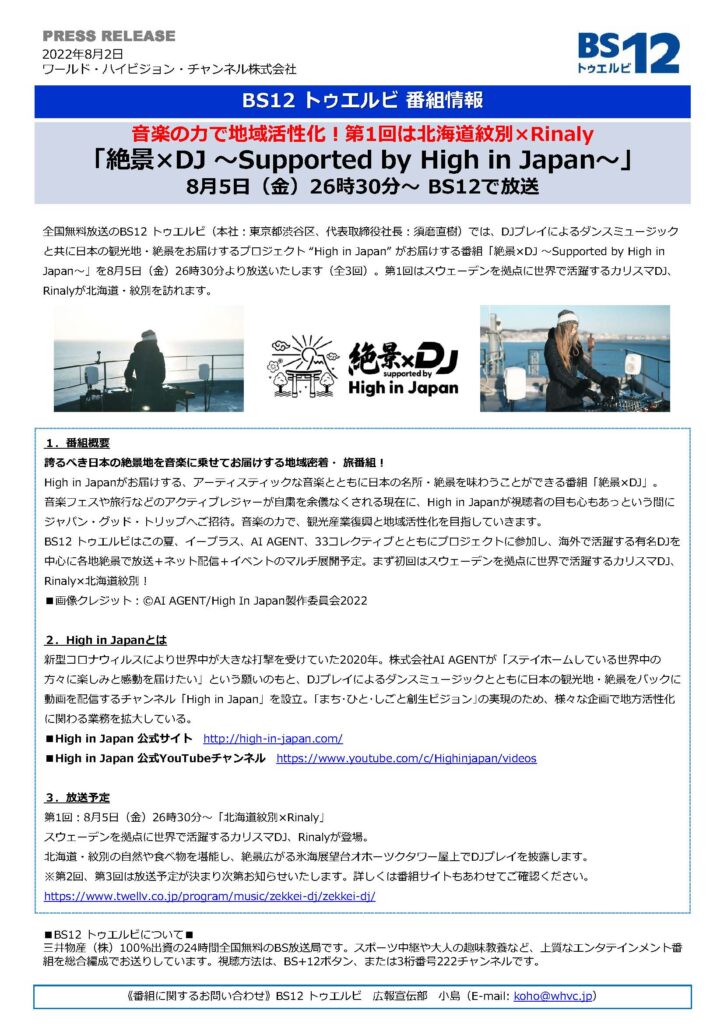 PRESS RELEASE
2022年8月2日
ワールド・ハイビジョン・チャンネル株式会社
BS12
トゥエルビ
BS12 トゥエルビ 番組情報
音楽の力で地域活性化！第1回は北海道紋別×Rinaly
「絶景×DJ ～Supported by High in Japan～」
8月5日（金）26時30分～ BS12で放送
全国無料放送のBS12 トゥエルビ（本社：東京都渋谷区、代表取締役社長：須磨直樹）では、DJプレイによるダンスミュージック
と共に日本の観光地・絶景をお届けするプロジェクト “High in Japan” がお届けする番組「絶景×DJ ～Supported by High in
Japan～」を8月5日（金）26時30分より放送いたします（全3回）。第1回はスウェーデンを拠点に世界で活躍するカリスマDJ、
Rinalyが北海道・紋別を訪れます。
絶景×DJ
supported by
High in Japan
１．番組概要
誇るべき日本の絶景地を音楽に乗せてお届けする地域密着・ 旅番組！
High in Japanがお届けする、アーティスティックな音楽とともに日本の名所・絶景を味わうことができる番組「絶景×DJ」。
音楽フェスや旅行などのアクティブレジャーが自粛を余儀なくされる現在に、High in Japanが視聴者の目も心もあっという間に
ジャパン・グッド・トリップへご招待。音楽の力で、観光産業復興と地域活性化を目指していきます。
BS12 トゥエルビはこの夏、イープラス、AI AGENT、33コレクティブとともにプロジェクトに参加し、海外で活躍する有名DJを
中心に各地絶景で放送＋ネット配信＋イベントのマルチ展開予定。まず初回はスウェーデンを拠点に世界で活躍するカリスマDJ、
Rinaly×北海道紋別！
■画像クレジット：©AI AGENT/High In Japan製作委員会2022
２．High in Japanとは
新型コロナウィルスにより世界中が大きな打撃を受けていた2020年。株式会社AI AGENTが「ステイホームしている世界中の
方々に楽しみと感動を届けたい」という願いのもと、DJプレイによるダンスミュージックとともに日本の観光地・絶景をバックに
動画を配信するチャンネル「High in Japan」を設立。「まち･ひと･しごと創生ビジョン｣の実現のため、様々な企画で地方活性化
に関わる業務を拡大している。
■High in Japan 公式サイト http://high-in-japan.com/
■High in Japan 公式YouTubeチャンネル https://www.youtube.com/c/Highinjapan/videos
３．放送予定
第1回：8月5日（金）26時30分～「北海道紋別×Rinaly」
スウェーデンを拠点に世界で活躍するカリスマDJ、Rinalyが登場。
北海道・紋別の自然や食べ物を堪能し、絶景広がる氷海展望台オホーツクタワー屋上でDJプレイを披露します。
※第2回、第3回は放送予定が決まり次第お知らせいたします。詳しくは番組サイトもあわせてご確認ください。
https://www.twellv.co.jp/program/music/zekkei-dj/zekkei-dj/
■BS12 トゥエルビについて■
三井物産（株）100％出資の24時間全国無料のBS放送局です。スポーツ中継や大人の趣味教養など、上質なエンタテインメント番
組を総合編成でお送りしています。視聴方法は、BS+12ボタン、または3桁番号222チャンネルです。
《番組に関するお問い合わせ》BS12 トゥエルビ 広報宣伝部 小島（E-mail: koho@whvc.jp）